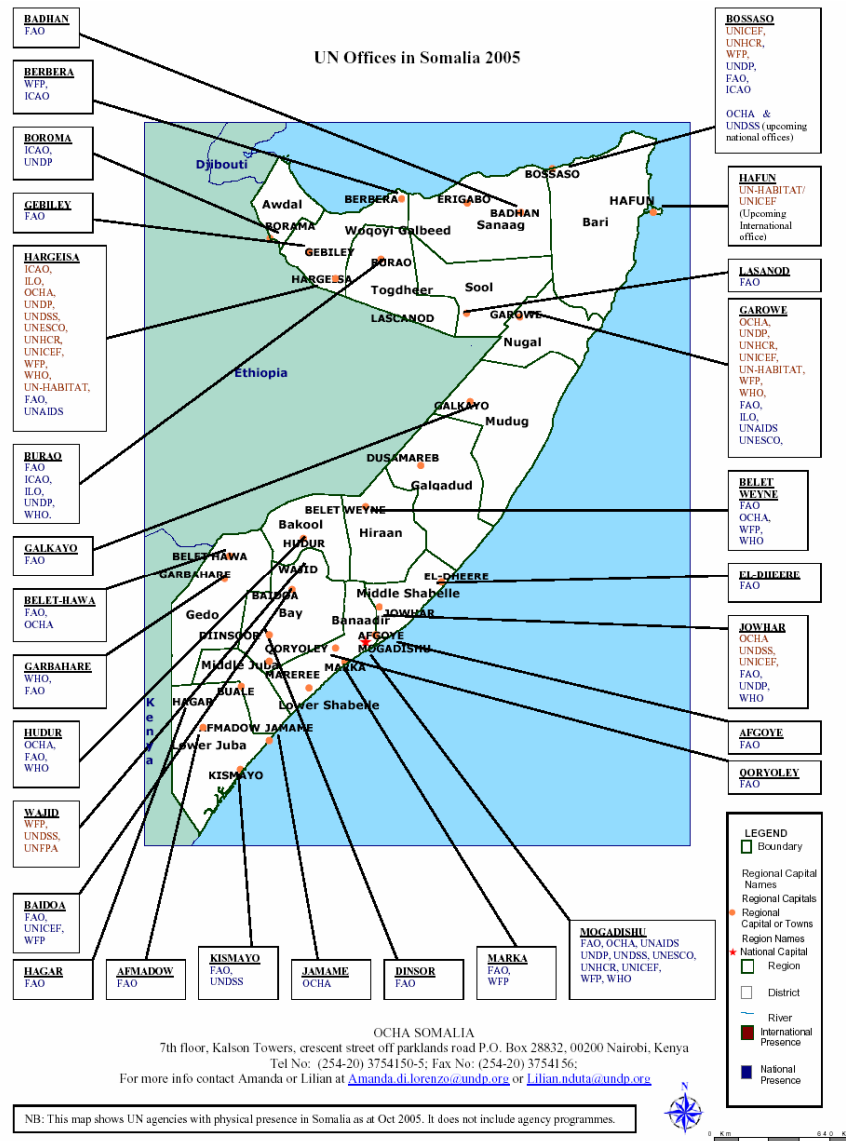 UN Offices in Somalia 2005
BADHAN
FAO
BERBERA
WFP,
ICAO
BOROMA
ICAO,
UNDP
GEBILEY
FAO
HARGEISA
ICAO,
ILO,
OCHA,
UNDP,
UNDSS,
UNESCO,
UNHCR,
UNICEF,
WFP,
WHO,
UN-HABITAT,
FAO,
UNAIDS
BURAO
FAO
ICAO,
ILO,
UNDP,
WHO.
GALKAYO
FAO
BELET-HAWA
FAO,
OCHA
GARBAHARE
WHO,
FAO
HUDUR
OCHA,
FAO,
WHO
WAJID
WFP,
UNDSS,
UNFPA
BAIDOA
FAO,
UNICEF,
WFP
Djibouti
Awdal
BORAMA
BERBERA
ERIGABO
BADHAN
Sanaag
BOSSASO
HAFUN
Bari
Woqoyi Galbeed
GEBILEY
BURAO
HARGEISA
Togdheer
Sool
LASCANOD
GAROWE
Nugal
Ethiopia
GALKAYO
Mudug
DUSAMAREB
Galgadud
BELET WEYNE
Bakool
Hiraan
HUDUR
BELET HAWA
GARBAHARE
WAJID
EL-DHEERE
BAIDOA
Middle Shabelle
Gedo
Bay
JOWHAR
Banaadir
DIINSOOR
AFGOYE
QORYOLEY
MOGADISHU
Middle Juba
MARKA
MAREREE
BUALE
HAGAR
Lower Shabelle
Kenya
AFMADOW
JAMAME
Lower Juba
KISMAYO
BOSSASO
UNICEF,
UNHCR,
WFP,
UNDP,
FAO,
ICAO
OCHA &
UNDSS (upcoming
national offices)
HAFUN
UN-HABITAT/
UNICEF
(Upcoming
International
office)
LASANOD
FAO
GAROWE
OCHA,
UNDP,
UNHCR,
UNICEF,
UN-HABITAT,
WFP,
WHO,
FAO,
ILO,
UNAIDS
UNESCO,
BELET
WEYNE
FAO
OCHA,
WFP,
WHO
EL-DHEERE
FAO
JOWHAR
OCHA
UNDSS,
UNICEF,
FAO,
UNDP,
WHO
AFGOYE
FAO
QORYOLEY
FAO
LEGEND
Boundary
Regional Capital
Names
Regional Capitals
Regional
Capital or Towns
Region Names
National Capital
Region
District
River
International
Presence
National
Presence
HAGAR
FAO
AFMADOW
FAO
KISMAYO
FAO,
UNDSS
JAMAME
OCHA
DINSOR
FAO
MARKA
FAO,
WFP
MOGADISHU
FAO, OCHA, UNAIDS
UNDP, UNDSS, UNESCO,
UNHCR, UNICEF,
WFP, WHO
OCHA SOMALIA
7th floor, Kalson Towers, crescent street off parklands road P.O. Box 28832, 00200 Nairobi, Kenya
Tel No: (254-20) 3754150-5; Fax No: (254-20) 3754156;
For more info contact Amanda or Lilian at Amanda.di.lorenzo@undp.org or Lilian.nduta@undp.org
N
NB: This map shows UN agencies with physical presence in Somalia as at Oct 2005. It does not include agency programmes.
0 Km 640 K